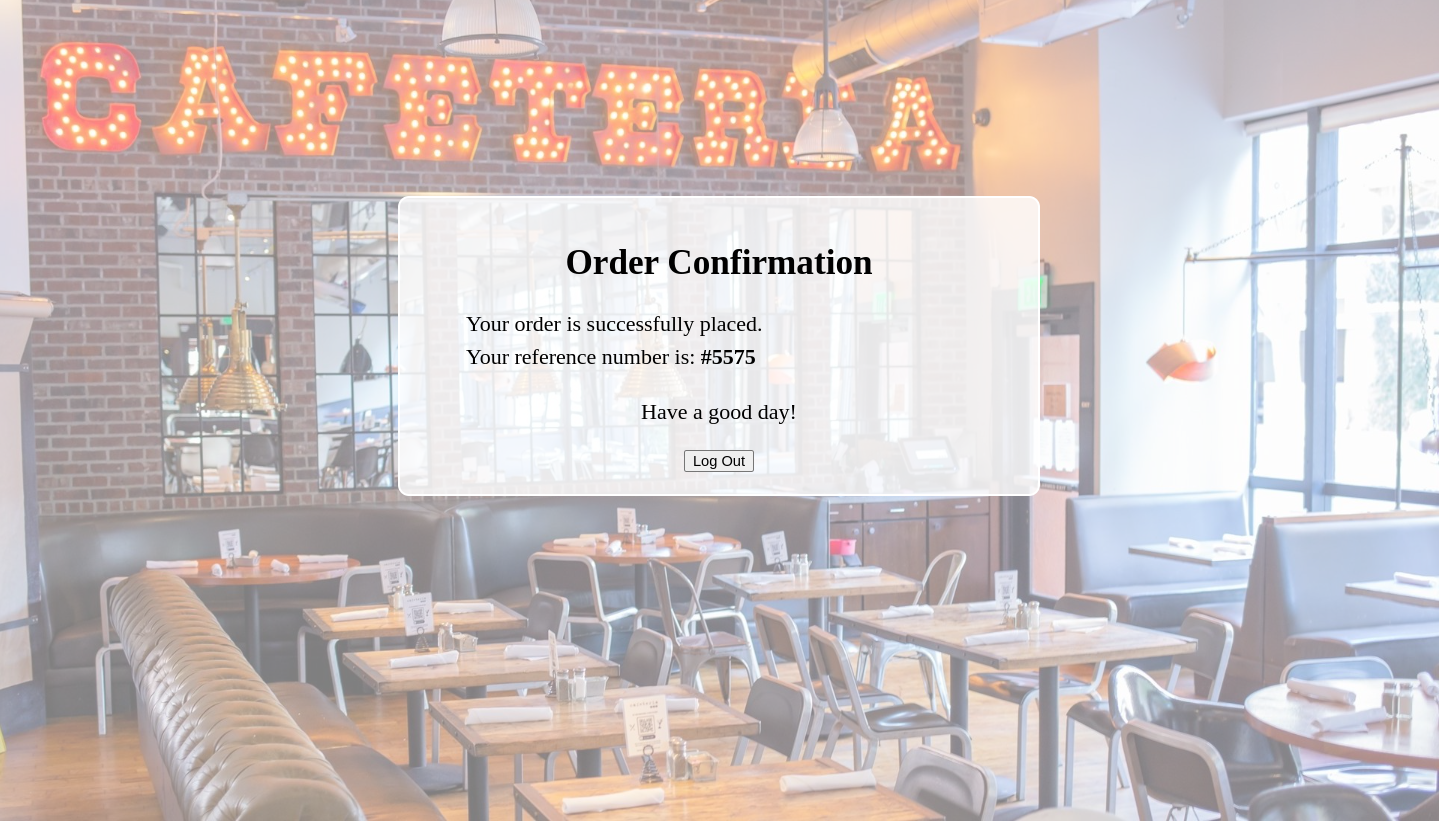 CAFETERIA
Order Confirmation
Your order is successfully placed.
Your reference number is: #5575
Have a good day!
Log Out